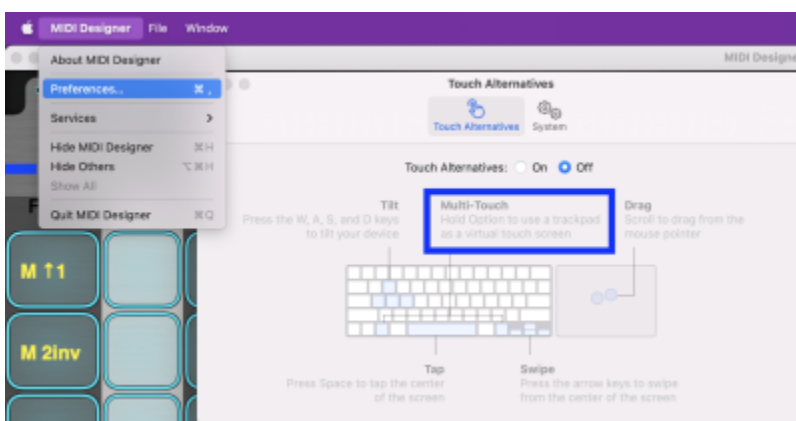 MIDI Designer File Window
MIDI Designe
About MIDI Designer
Preferences... ⌘ ,
Services >
Hide MIDI Designer ⌘H
Hide Others ⌥⌘H
Show All
Quit MIDI Designer ⌘Q
Touch Alternatives
Touch Alternatives System
Touch Alternatives: On Off
Tilt
Press the W, A, S, and D keys
to tilt your device
Multi-Touch
Hold Option to use a trackpad
as a virtual touch screen
Drag
Scroll to drag from the
mouse pointer
Tap
Press Space to tap the center
of the screen
Swipe
Press the arrow keys to swipe
from the center of the screen
F
M ↑1
M 2inv